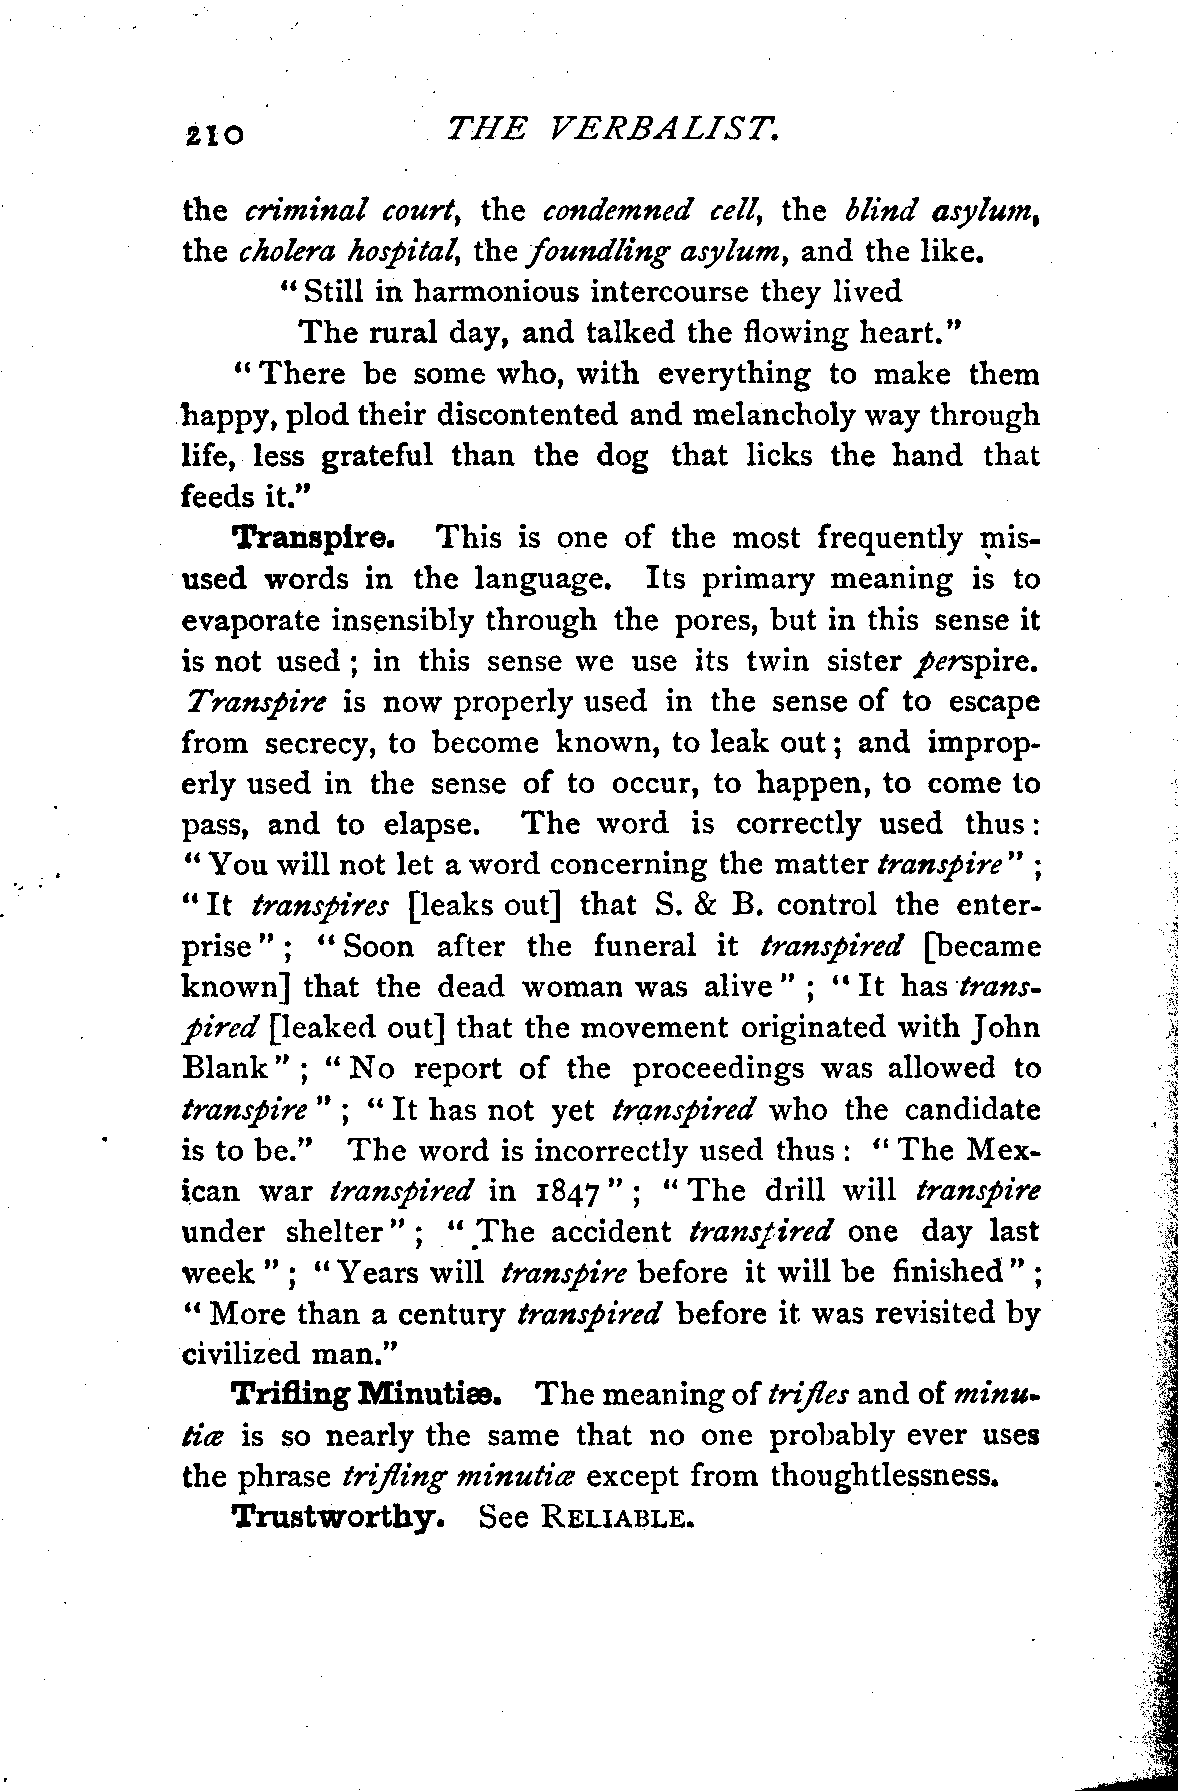 210 THE VERBALIST.
the criminal court, the condemned cell, the blind asylum,
the cholera hospital, the foundling asylum, and the like.
“ Still in harmonious intercourse they lived
The rural day, and talked the flowing heart.”
“ There be some who, with everything to make them
happy, plod their discontented and melancholy way through
life, less grateful than the dog that licks the hand that
feeds it.”
Transpire. This is one of the most frequently mis-
used words in the language. Its primary meaning is to
evaporate insensibly through the pores, but in this sense it
is not used ; in this sense we use its twin sister perspire.
Transpire is now properly used in the sense of to escape
from secrecy, to become known, to leak out ; and improp-
erly used in the sense of to occur, to happen, to come to
pass, and to elapse. The word is correctly used thus :
“ You will not let a word concerning the matter transpire ” ;
“ It transpires [leaks out] that S. & B. control the enter-
prise ” ; “ Soon after the funeral it transpired [became
known] that the dead woman was alive ” ; “ It has trans-
pired [leaked out] that the movement originated with John
Blank ” ; “ No report of the proceedings was allowed to
transpire ” ; “ It has not yet transpired who the candidate
is to be.” The word is incorrectly used thus : “ The Mex-
ican war transpired in 1847 ” ; “ The drill will transpire
under shelter ” ; “ The accident transpired one day last
week ” ; “ Years will transpire before it will be finished ” ;
“ More than a century transpired before it was revisited by
civilized man.”
Trifling Minutiæ. The meaning of trifles and of minu-
tiæ is so nearly the same that no one probably ever uses
the phrase trifling minutiæ except from thoughtlessness.
Trustworthy. See RELIABLE.